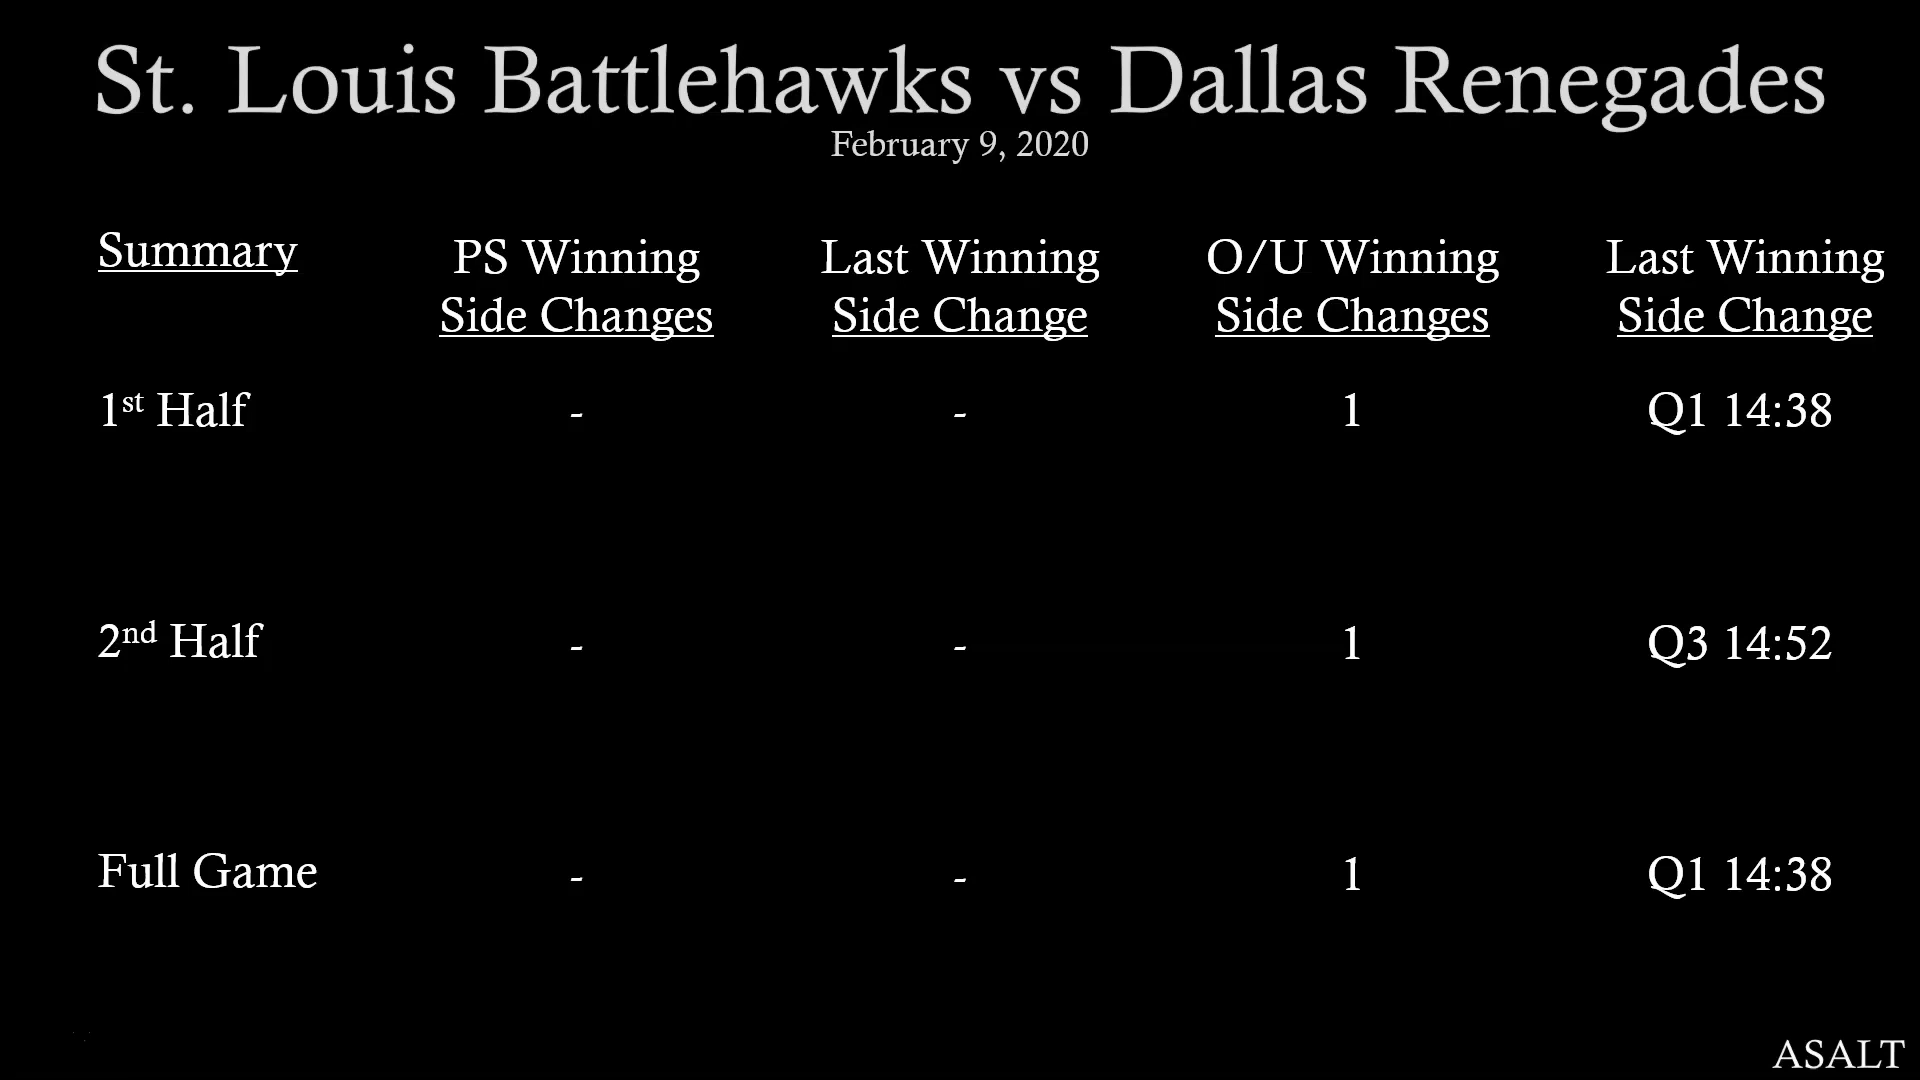 St. Louis Battlehawks vs Dallas Renegades
February 9, 2020
Summary PS Winning Last Winning O/U Winning Last Winning
Side Changes Side Change Side Changes Side Change
1st Half - - 1 Q1 14:38
2nd Half - - 1 Q3 14:52
Full Game - - 1 Q1 14:38
ASALT